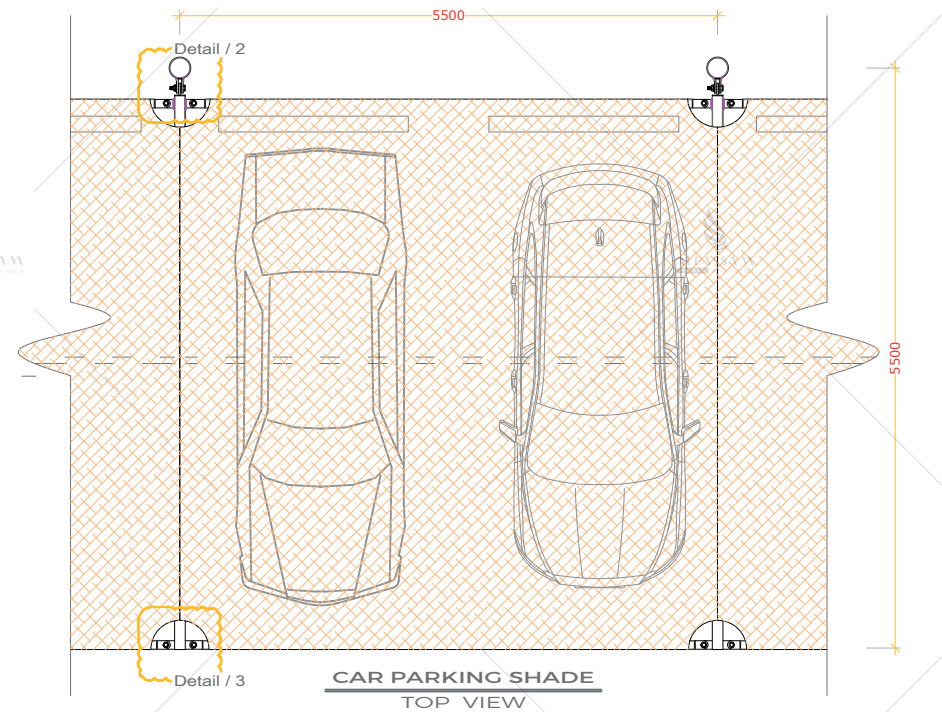 5500
Detail / 2
5500
Detail / 3
CAR PARKING SHADE
TOP VIEW